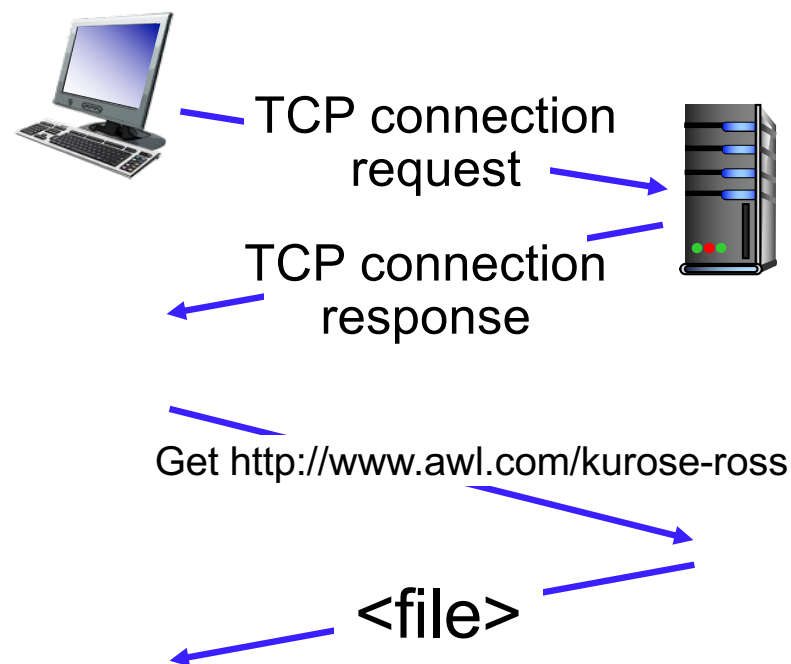 TCP connection
request
TCP connection
response
Get http://www.awl.com/kurose-ross
<file>